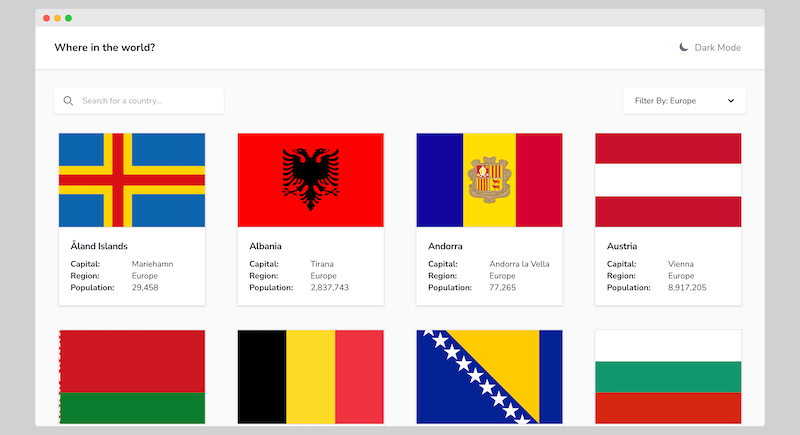 Where in the world?
Dark Mode
Search for a country...
Filter By: Europe
Åland Islands
Capital: Mariehamn
Region: Europe
Population: 29,458
Albania
Capital: Tirana
Region: Europe
Population: 2,837,743
Andorra
Capital: Andorra la Vella
Region: Europe
Population: 77,265
Austria
Capital: Vienna
Region: Europe
Population: 8,917,205